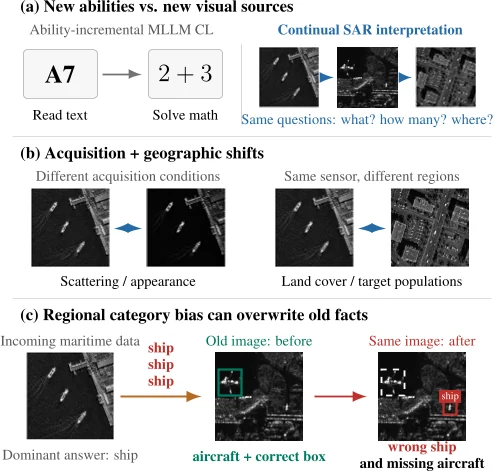 (a) New abilities vs. new visual sources
Ability-incremental MLLM CL
Continual SAR interpretation
A7
2 + 3
Read text
Solve math
Same questions: what? how many? where?
(b) Acquisition + geographic shifts
Different acquisition conditions
Same sensor, different regions
Scattering / appearance
Land cover / target populations
(c) Regional category bias can overwrite old facts
Incoming maritime data
ship
ship
ship
Old image: before
Same image: after
ship
Dominant answer: ship
aircraft + correct box
wrong ship
and missing aircraft